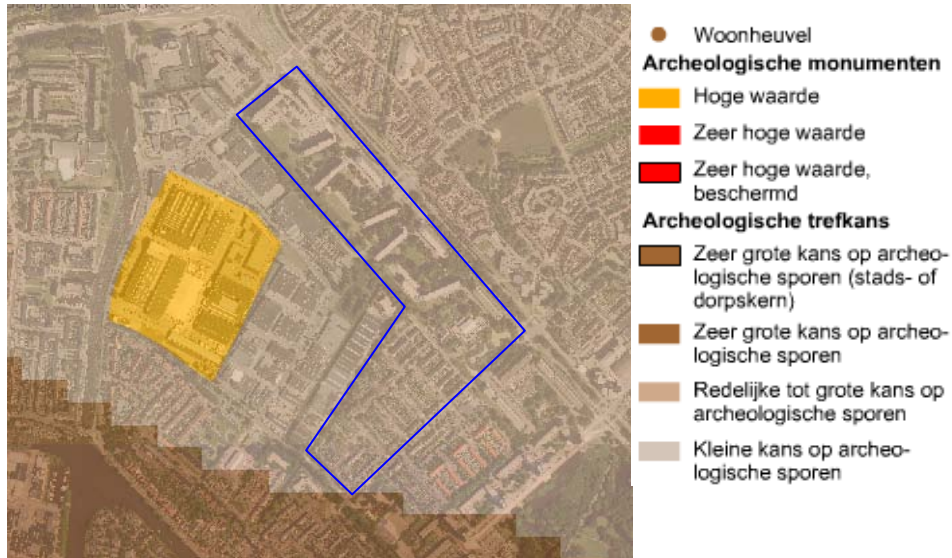 Woonheuvel
Archeologische monumenten
Hoge waarde
Zeer hoge waarde
Zeer hoge waarde,
beschermd
Archeologische trefkans
Zeer grote kans op archeo-
logische sporen (stads- of
dorpskern)
Zeer grote kans op archeo-
logische sporen
Redelijke tot grote kans op
archeologische sporen
Kleine kans op archeo-
logische sporen